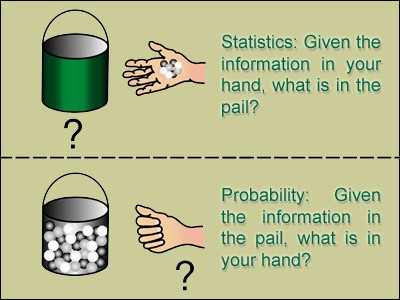 Statistics: Given the
information in your
hand, what is in the
pail?
?
Probability: Given
the information in
the pail, what is in
your hand?
?